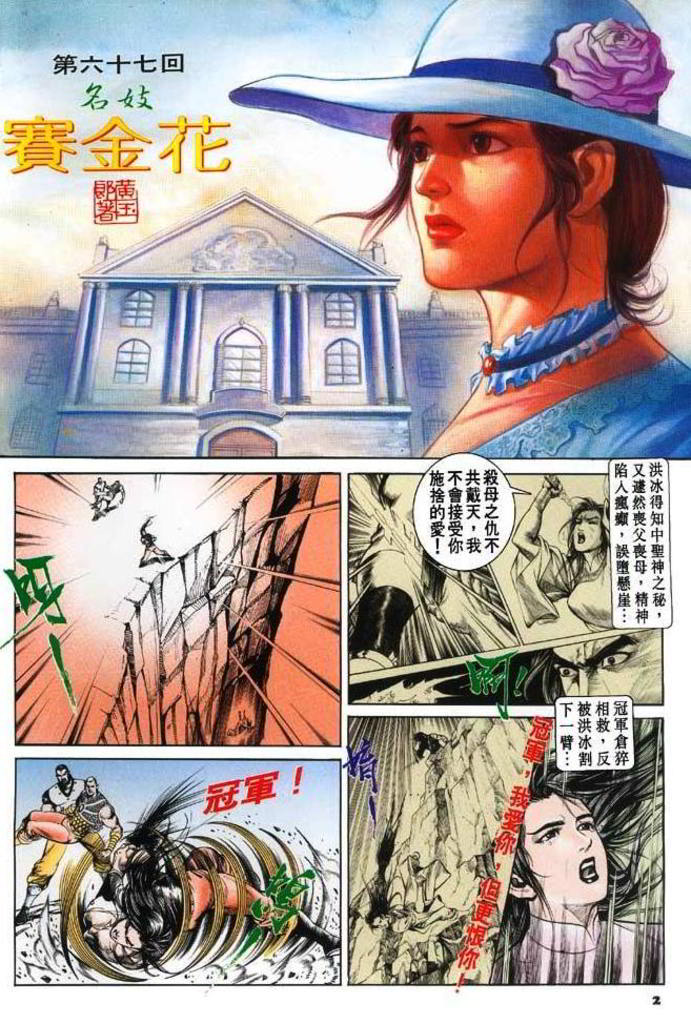 第六十七回
名妓
賽金花
黃玉
郎著
洪冰得知中聖神之秘，
又遽然喪父喪母，精神
陷入瘋癲，誤墮懸崖…
殺母之仇不
共戴天，我
不會接受你
施捨的愛！
冠軍倉猝
相救，反
被洪冰割
下一臂…
冠軍，我愛你，但更恨你！
冠軍！
2